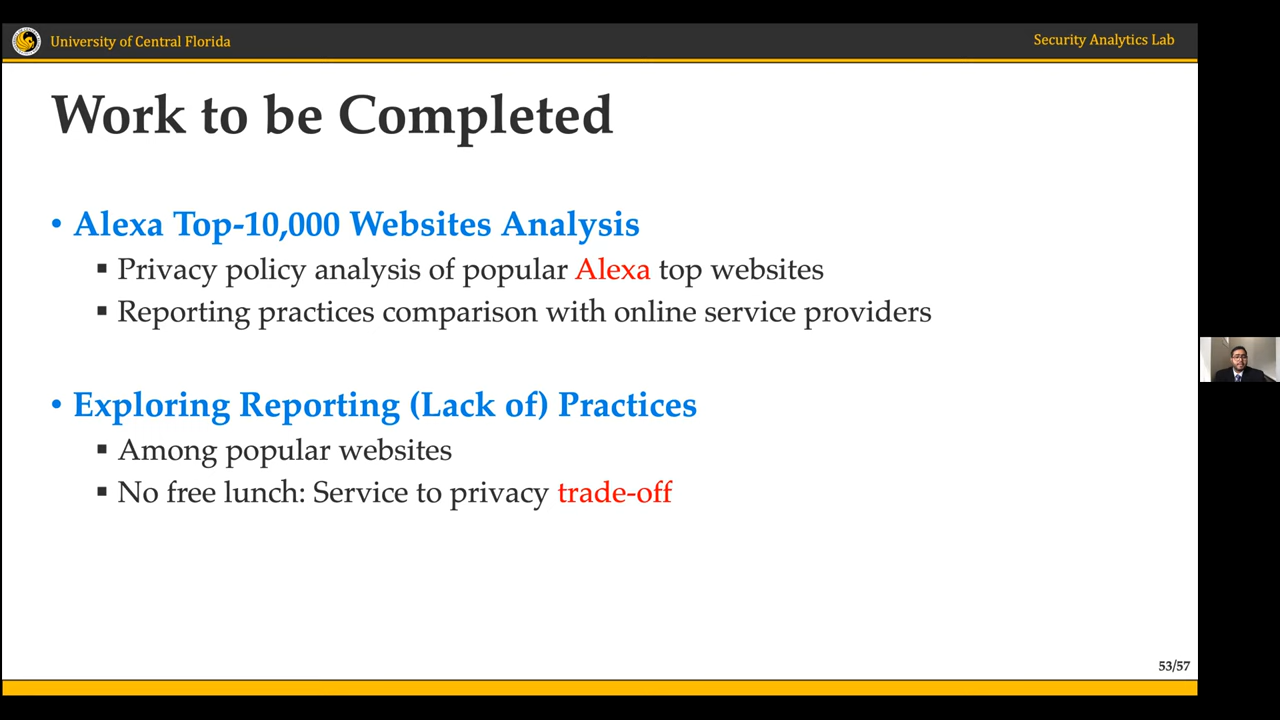 University of Central Florida
Security Analytics Lab
Work to be Completed
• Alexa Top-10,000 Websites Analysis
▪ Privacy policy analysis of popular Alexa top websites
▪ Reporting practices comparison with online service providers
• Exploring Reporting (Lack of) Practices
▪ Among popular websites
▪ No free lunch: Service to privacy trade-off
53/57